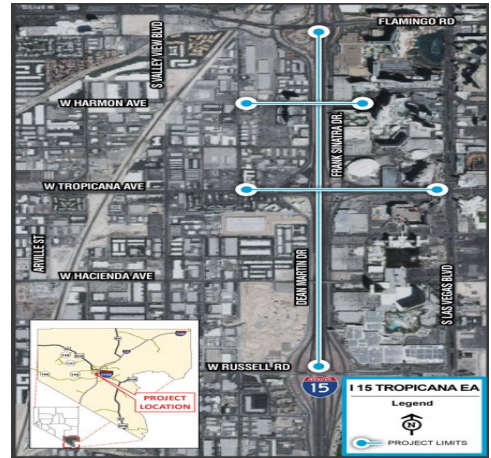 FLAMINGO RD
S VALLEY VIEW BLVD
W HARMON AVE
FRANK SINATRA DR.
W TROPICANA AVE
ARVILLE ST
DEAN MARTIN DR
S LAS VEGAS BLVD
W HACIENDA AVE
W RUSSELL RD
15
PROJECT
LOCATION
I 15 TROPICANA EA
Legend
N
PROJECT LIMITS